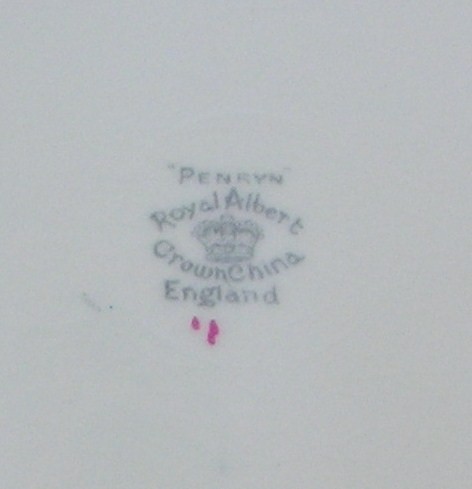 "PENRYN"
Royal Albert
Crown China
England